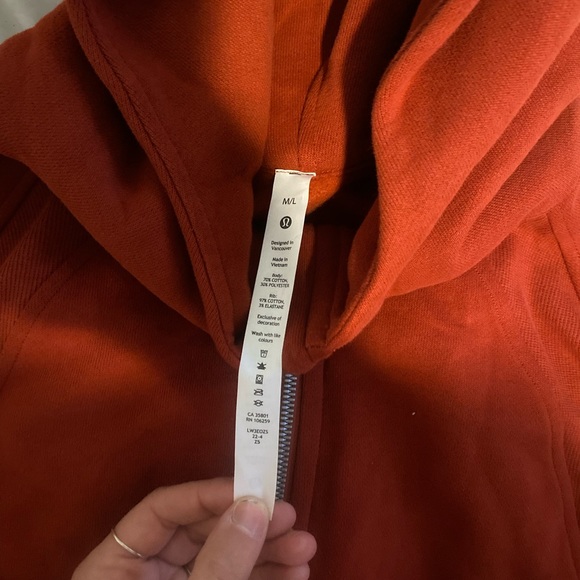 M/L
Designed in
Vancouver
Made in
Vietnam
Body:
70% COTTON,
30% POLYESTER
Rib:
97% COTTON,
3% ELASTANE
Exclusive of
decoration
Wash with like
colours
CA 35801
RN 106259
LW3EDZS
22-4
25